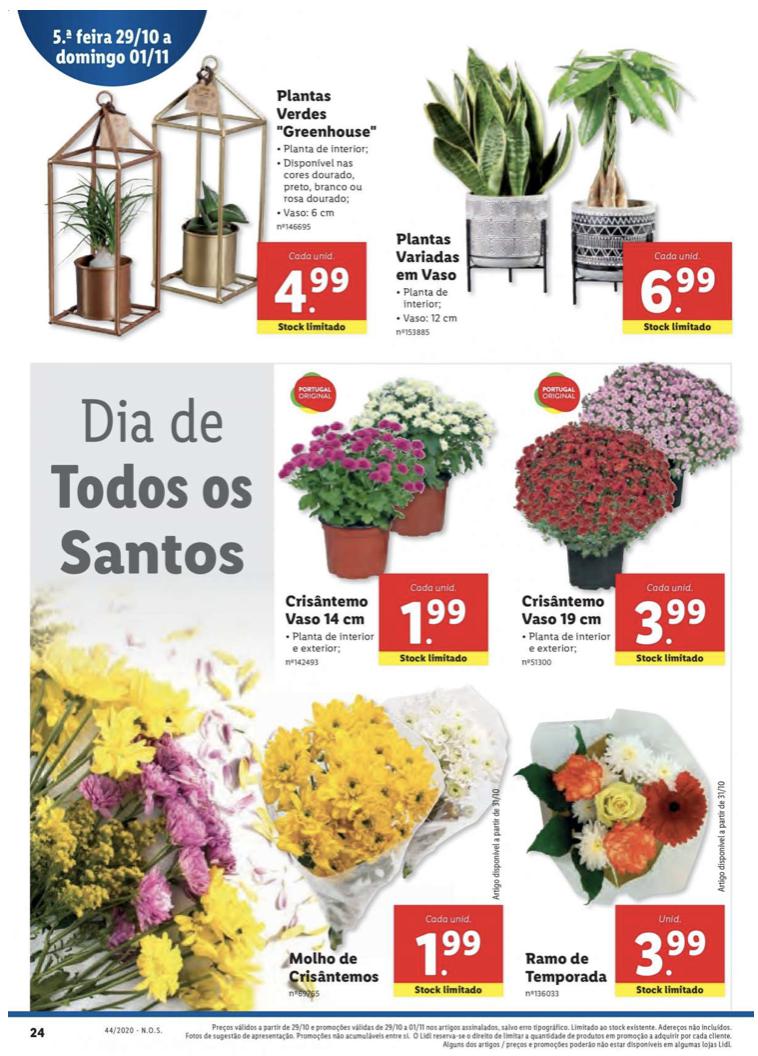 5.ª feira 29/10 a
domingo 01/11
Plantas
Verdes
"Greenhouse"
• Planta de interior;
• Disponível nas
cores dourado,
preto, branco ou
rosa dourado;
• Vaso: 6 cm
nº146695
Cada unid.
4.99
Stock limitado
Plantas
Variadas
em Vaso
• Planta de
interior;
• Vaso: 12 cm
nº153885
Cada unid.
6.99
Stock limitado
Dia de
Todos os
Santos
PORTUGAL
ORIGINAL
Crisântemo
Vaso 14 cm
• Planta de interior
e exterior;
nº142493
Cada unid.
1.99
Stock limitado
PORTUGAL
ORIGINAL
Crisântemo
Vaso 19 cm
• Planta de interior
e exterior;
nº51300
Cada unid.
3.99
Stock limitado
Artigo disponível a partir de 31/10
Molho de
Crisântemos
nº69265
Cada unid.
1.99
Stock limitado
Artigo disponível a partir de 31/10
Ramo de
Temporada
nº136033
Unid.
3.99
Stock limitado
24
44/2020 - N.O.S.
Preços válidos a partir de 29/10 e promoções válidas de 29/10 a 01/11 nos artigos assinalados, salvo erro tipográfico. Limitado ao stock existente. Adereços não incluídos.
Fotos de sugestão de apresentação. Promoções não acumuláveis entre si. O Lidl reserva-se o direito de limitar a quantidade de produtos em promoção a adquirir por cada cliente.
Alguns dos artigos / preços e promoções poderão não estar disponíveis em algumas lojas Lidl.